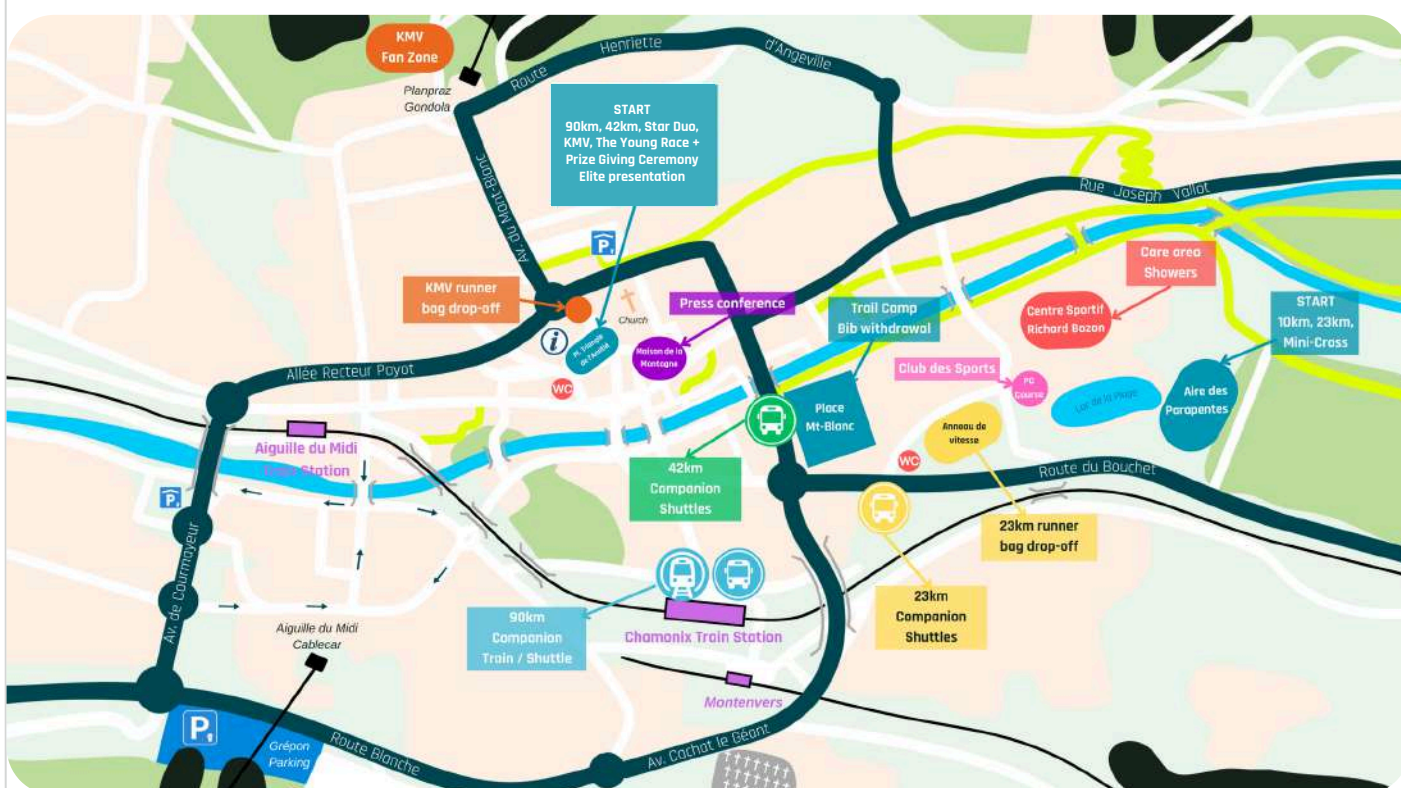 KMV
Fan Zone
Planpraz
Gondola
Route
Henriette
d'Angeville
START
90km, 42km, Star Duo,
KMV, The Young Race +
Prize Giving Ceremony
Elite presentation
Av. du Mont-Blanc
Rue Joseph Vallot
P
KMV runner
bag drop-off
Church
Press conference
Trail Camp
Bib withdrawal
Care area
Showers
START
10km, 23km,
Mini-Cross
Centre Sportif
Richard Bozon
i
Pl. Triangle
de l'Amitié
Maison de la
Montagne
WC
Club des Sports
PC
Course
Lac de la Plage
Aire des
Parapentes
Allée Recteur Payot
Place
Mt-Blanc
Anneau de
vitesse
Aiguille du Midi
Train Station
WC
Route du Bouchet
P
42km
Companion
Shuttles
23km runner
bag drop-off
Av. de Courmayeur
90km
Companion
Train / Shuttle
Chamonix Train Station
23km
Companion
Shuttles
Aiguille du Midi
Cablecar
Montenvers
P
Grépon
Parking
Route Blanche
Av. Cachat le Géant